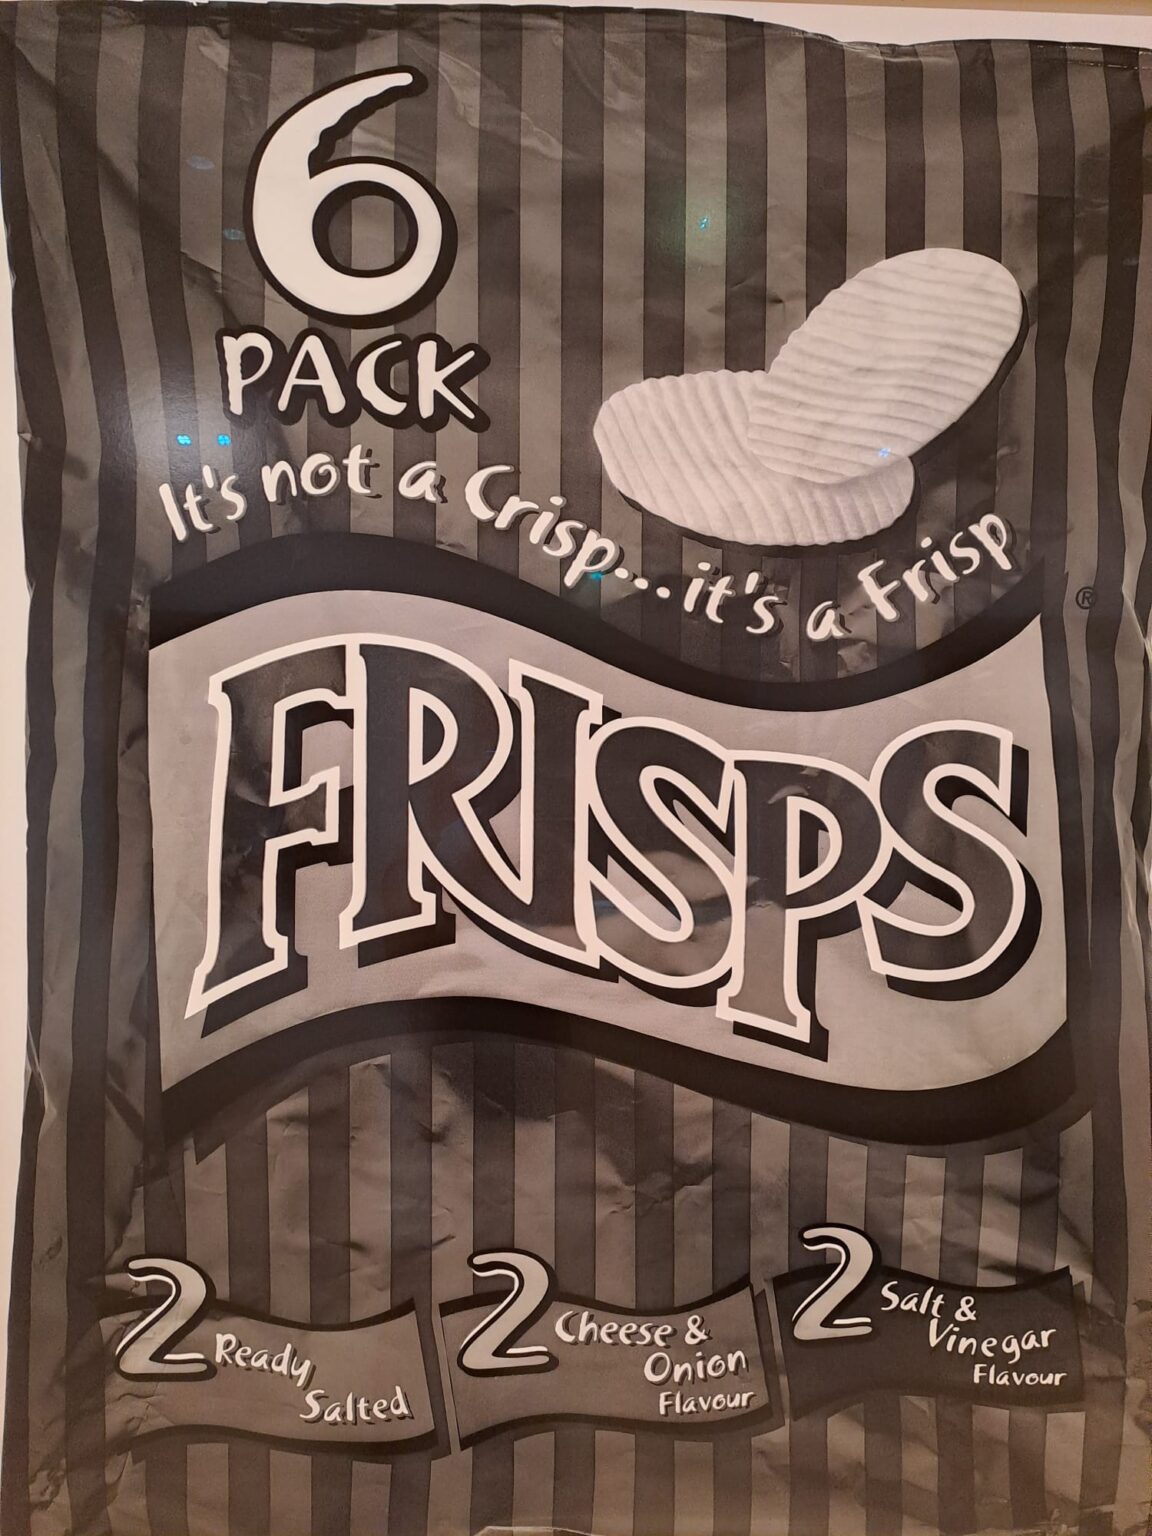 6
PACK
It's not a Crisp...it's a Frisp
®
FRISPS
2 Ready
Salted
2 Cheese &
Onion
Flavour
2 Salt &
Vinegar
Flavour